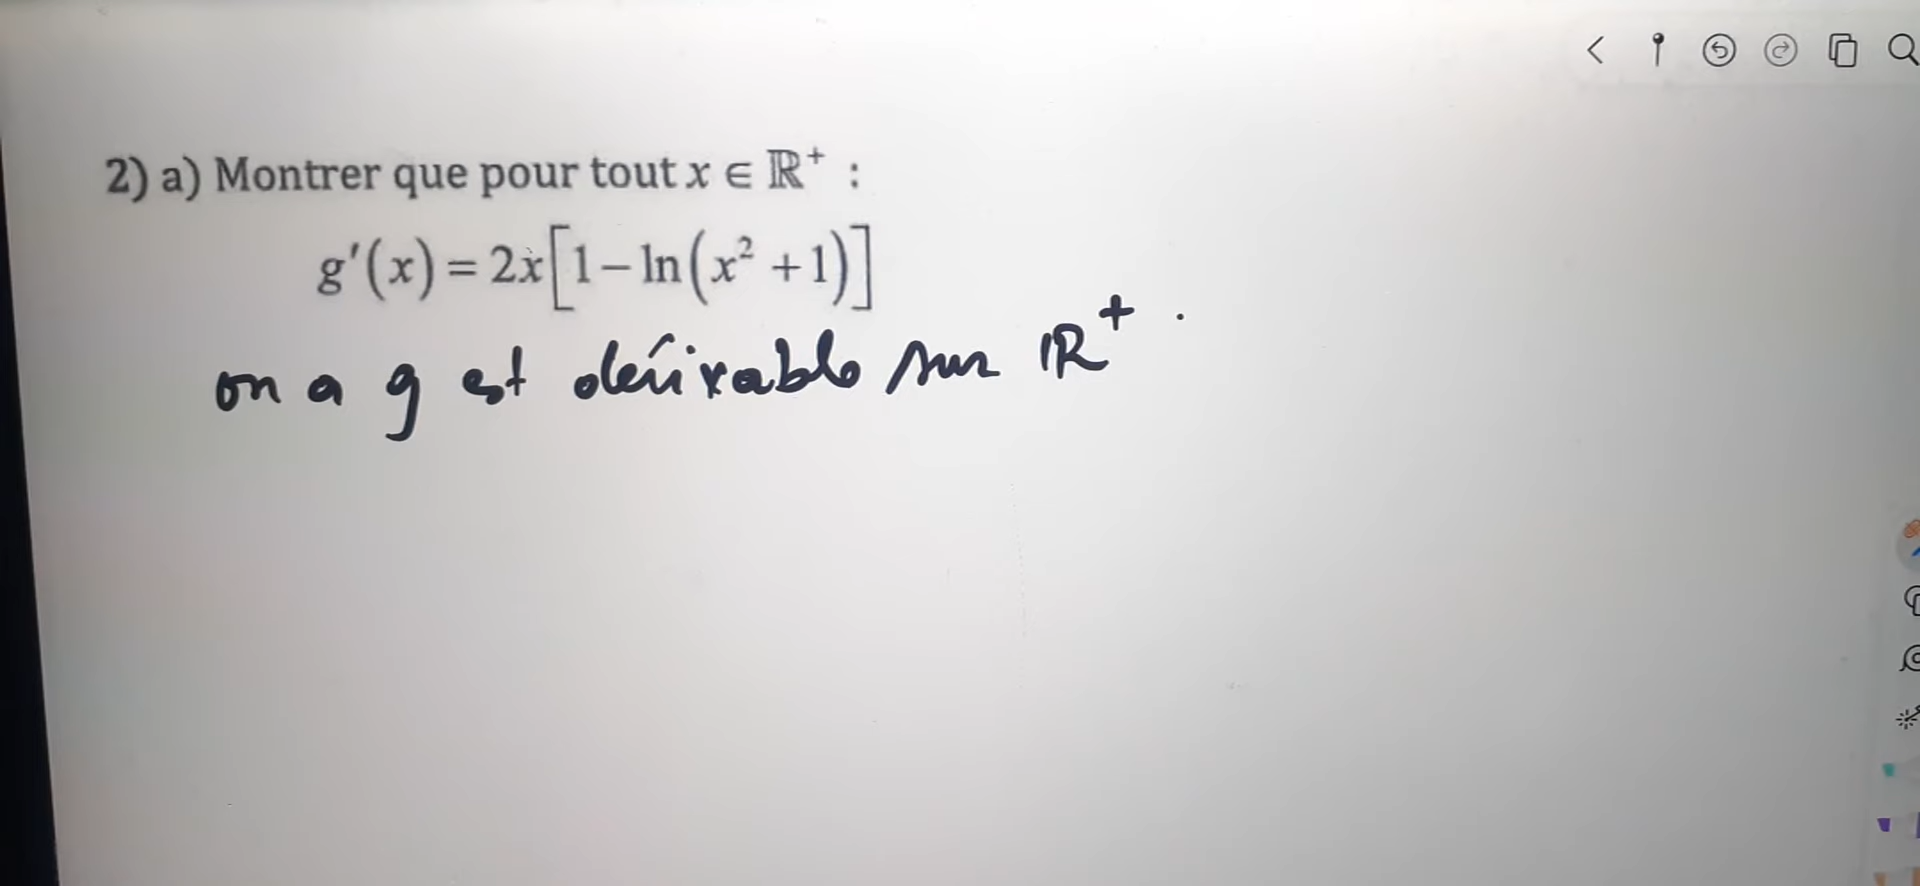 2) a) Montrer que pour tout x ∈ ℝ⁺ :
g'(x) = 2x[1 – ln(x² + 1)]
on a g est dérivable sur ℝ⁺ .